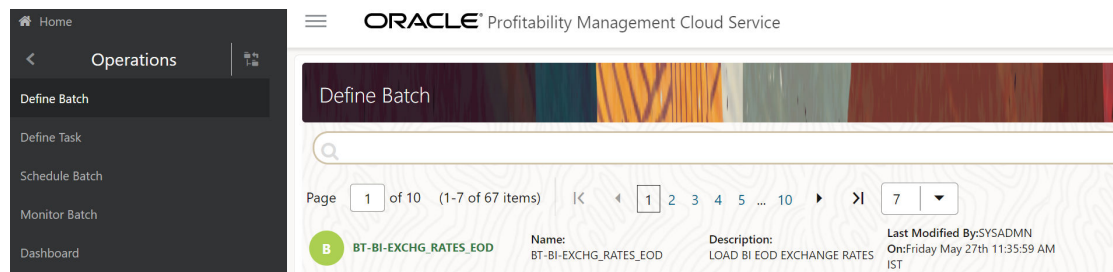 Home
Operations
Define Batch
Define Task
Schedule Batch
Monitor Batch
Dashboard
ORACLE® Profitability Management Cloud Service
Define Batch
Page 1 of 10 (1-7 of 67 items) 1 2 3 4 5 ... 10 7
B BT-BI-EXCHG_RATES_EOD
Name:
BT-BI-EXCHG_RATES_EOD
Description:
LOAD BI EOD EXCHANGE RATES
Last Modified By:SYSADMN
On:Friday May 27th 11:35:59 AM
IST